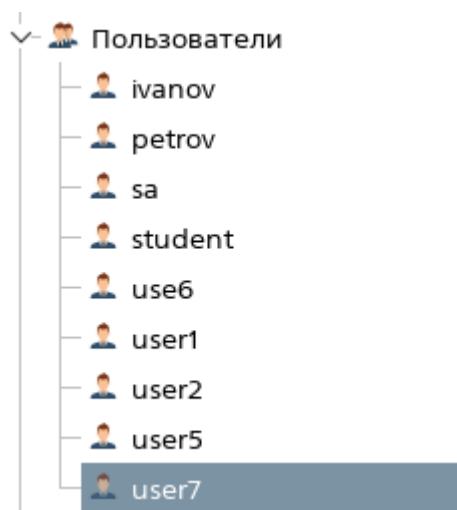 Пользователи
ivanov
petrov
sa
student
use6
user1
user2
user5
user7